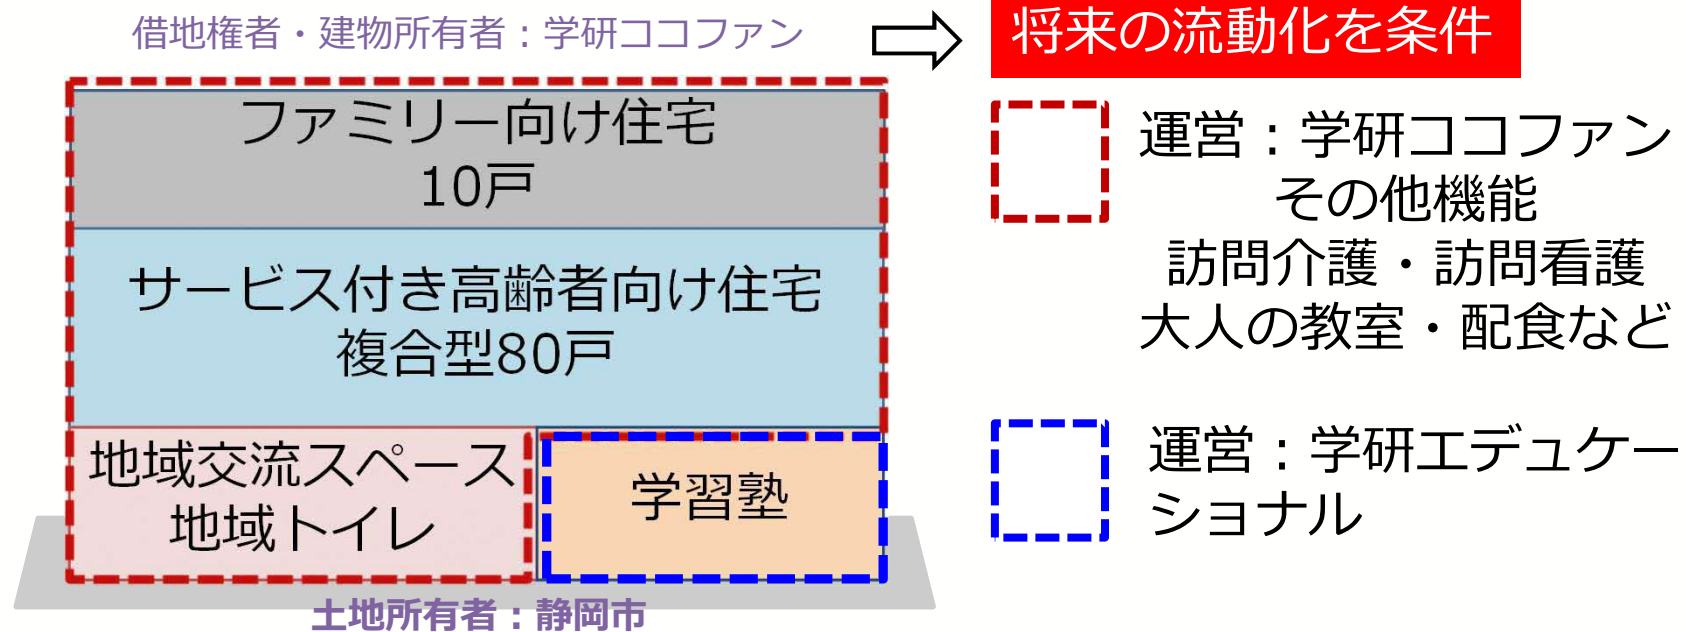 借地権者・建物所有者：学研ココファン
将来の流動化を条件
ファミリー向け住宅
10戸
サービス付き高齢者向け住宅
複合型80戸
地域交流スペース
地域トイレ
学習塾
土地所有者：静岡市
運営：学研ココファン
その他機能
訪問介護・訪問看護
大人の教室・配食など
運営：学研エデュケー
ショナル